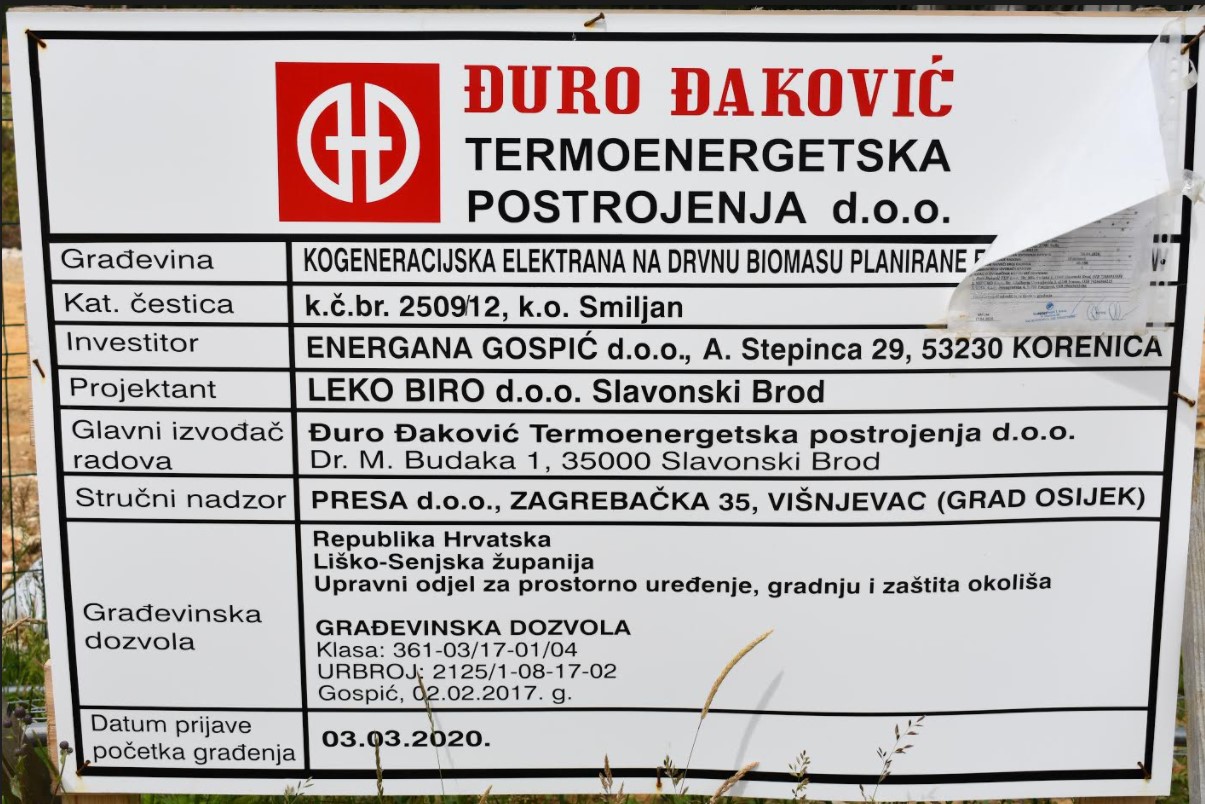 ĐURO ĐAKOVIĆ
TERMOENERGETSKA
POSTROJENJA d.o.o.
Građevina KOGENERACIJSKA ELEKTRANA NA DRVNU BIOMASU PLANIRANE
Kat. čestica k.č.br. 2509/12, k.o. Smiljan
Investitor ENERGANA GOSPIĆ d.o.o., A. Stepinca 29, 53230 KORENICA
Projektant LEKO BIRO d.o.o. Slavonski Brod
Glavni izvođač Đuro Đaković Termoenergetska postrojenja d.o.o.
radova Dr. M. Budaka 1, 35000 Slavonski Brod
Stručni nadzor PRESA d.o.o., ZAGREBAČKA 35, VIŠNJEVAC (GRAD OSIJEK)
Građevinska
dozvola
Republika Hrvatska
Liško-Senjska županija
Upravni odjel za prostorno uređenje, gradnju i zaštita okoliša
GRAĐEVINSKA DOZVOLA
Klasa: 361-03/17-01/04
URBROJ: 2125/1-08-17-02
Gospić, 02.02.2017. g.
Datum prijave
početka građenja
03.03.2020.